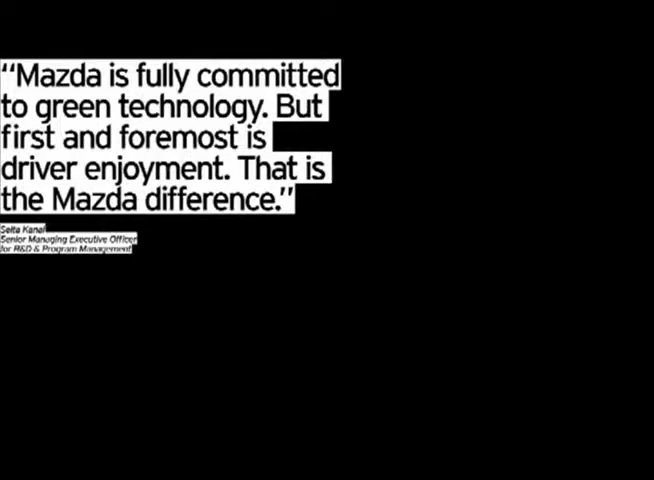 “Mazda is fully committed
to green technology. But
first and foremost is
driver enjoyment. That is
the Mazda difference.”
Seita Kanai
Senior Managing Executive Officer
for R&D & Program Management